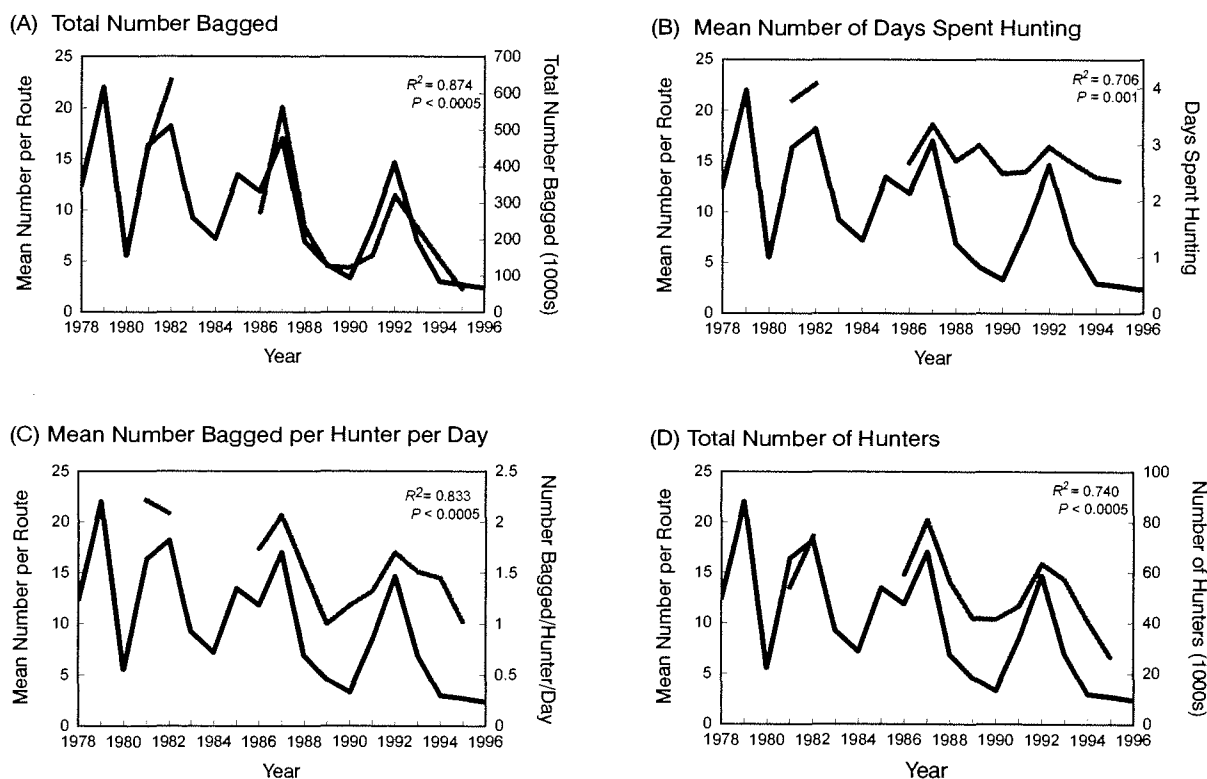 (A) Total Number Bagged
Mean Number per Route
25
20
15
10
5
0
R² = 0.874
P < 0.0005
700
600
500
400
300
200
100
0
Total Number Bagged (1000s)
1978 1980 1982 1984 1986 1988 1990 1992 1994 1996
Year
(B) Mean Number of Days Spent Hunting
Mean Number per Route
25
20
15
10
5
0
R² = 0.706
P = 0.001
4
3
2
1
0
Days Spent Hunting
1978 1980 1982 1984 1986 1988 1990 1992 1994 1996
Year
(C) Mean Number Bagged per Hunter per Day
Mean Number per Route
25
20
15
10
5
0
R² = 0.833
P < 0.0005
2.5
2
1.5
1
0.5
0
Number Bagged/Hunter/Day
1978 1980 1982 1984 1986 1988 1990 1992 1994 1996
Year
(D) Total Number of Hunters
Mean Number per Route
25
20
15
10
5
0
R² = 0.740
P < 0.0005
100
80
60
40
20
0
Number of Hunters (1000s)
1978 1980 1982 1984 1986 1988 1990 1992 1994 1996
Year